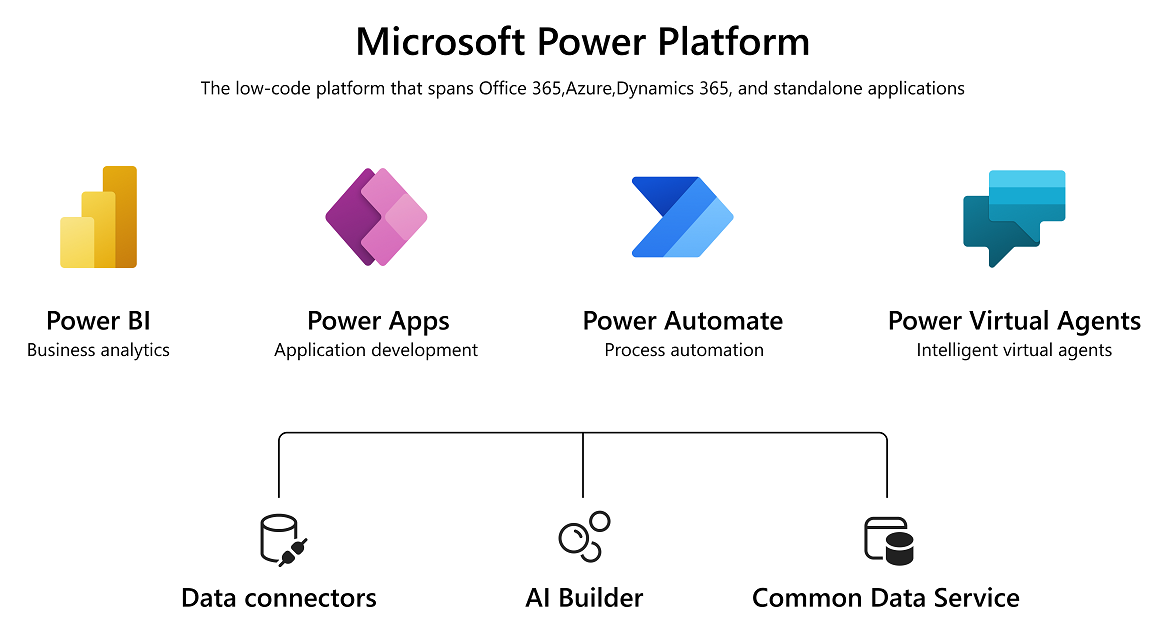 Microsoft Power Platform
The low-code platform that spans Office 365,Azure,Dynamics 365, and standalone applications
Power BI
Business analytics
Power Apps
Application development
Power Automate
Process automation
Power Virtual Agents
Intelligent virtual agents
Data connectors
AI Builder
Common Data Service